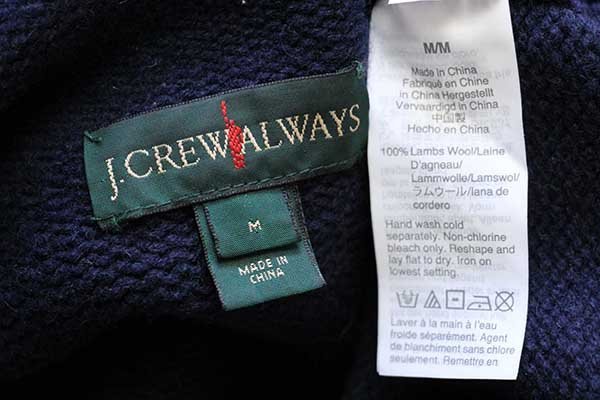 J.CREW ALWAYS
M
MADE IN
CHINA
M/M
Made in China
Fabriqué en Chine
in China Hergestellt
Vervaardigd in China
中国製
Hecho en China
100% Lambs Wool/Laine
D'agneau/
Lammwolle/Lamswol/
ラムウール/lana de
cordero
Hand wash cold
separately. Non-chlorine
bleach only. Reshape and
lay flat to dry. Iron on
lowest setting.
Laver à la main à l'eau
froide séparément. Agent
de blanchiment sans chlore
seulement. Remettre en